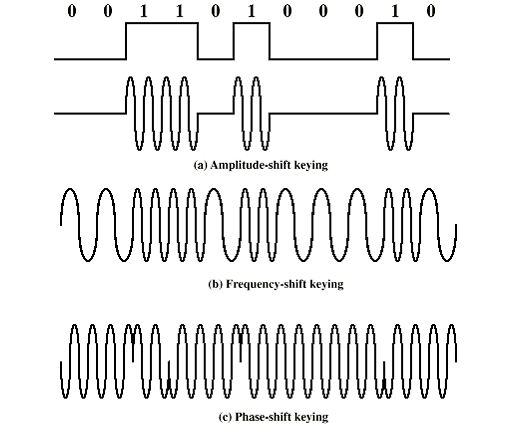 0 0 1 1 0 1 0 0 0 1 0
(a) Amplitude-shift keying
(b) Frequency-shift keying
(c) Phase-shift keying